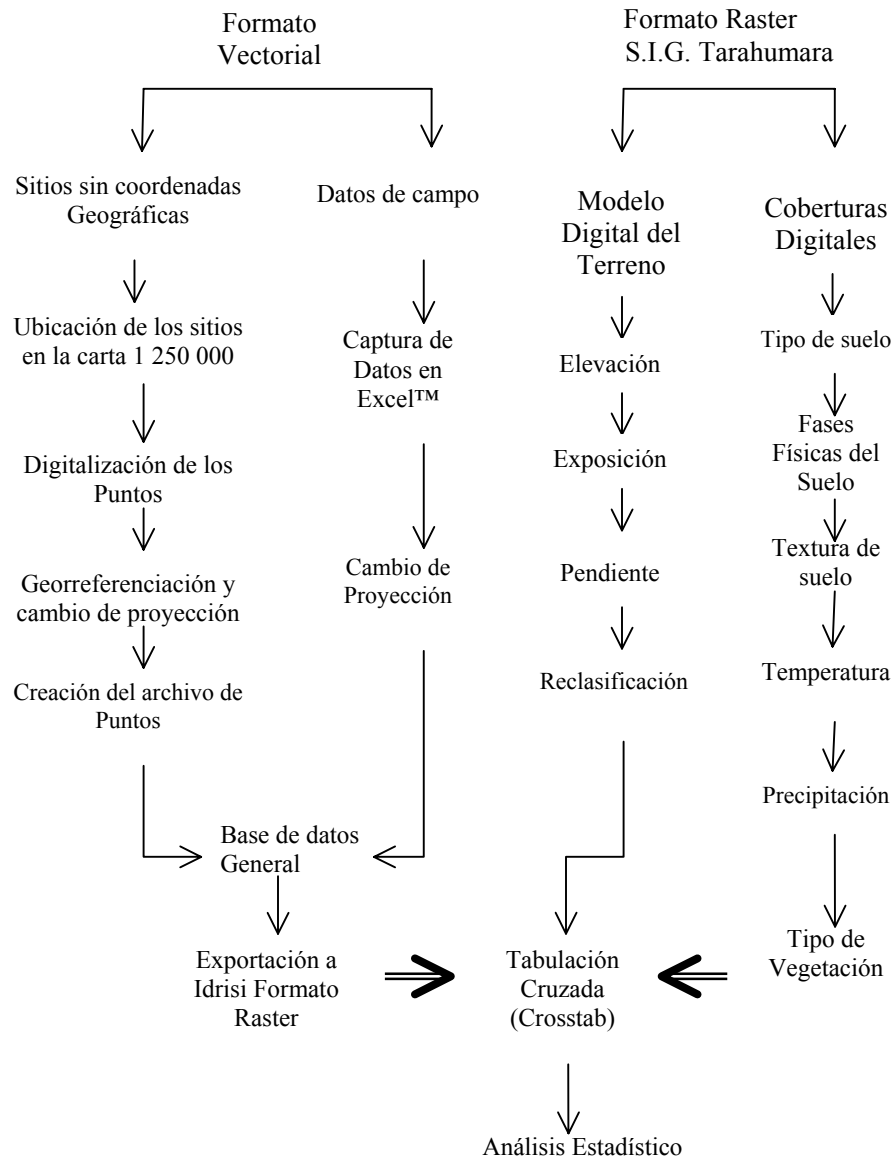 Formato
Vectorial
Formato Raster
S.I.G. Tarahumara
Sitios sin coordenadas
Geográficas
Ubicación de los sitios
en la carta 1 250 000
Digitalización de los
Puntos
Georreferenciación y
cambio de proyección
Creación del archivo de
Puntos
Datos de campo
Captura de
Datos en
Excel™
Cambio de
Proyección
Base de datos
General
Exportación a
Idrisi Formato
Raster
Modelo
Digital del
Terreno
Elevación
Exposición
Pendiente
Reclasificación
Coberturas
Digitales
Tipo de suelo
Fases
Físicas del
Suelo
Textura de
suelo
Temperatura
Precipitación
Tipo de
Vegetación
Tabulación
Cruzada
(Crosstab)
Análisis Estadístico